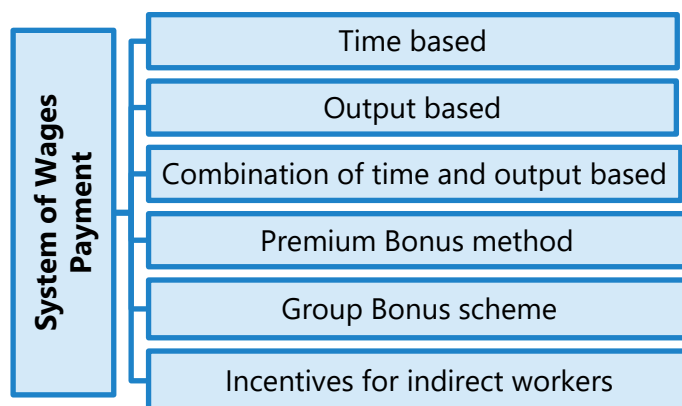 System of Wages
Payment
Time based
Output based
Combination of time and output based
Premium Bonus method
Group Bonus scheme
Incentives for indirect workers